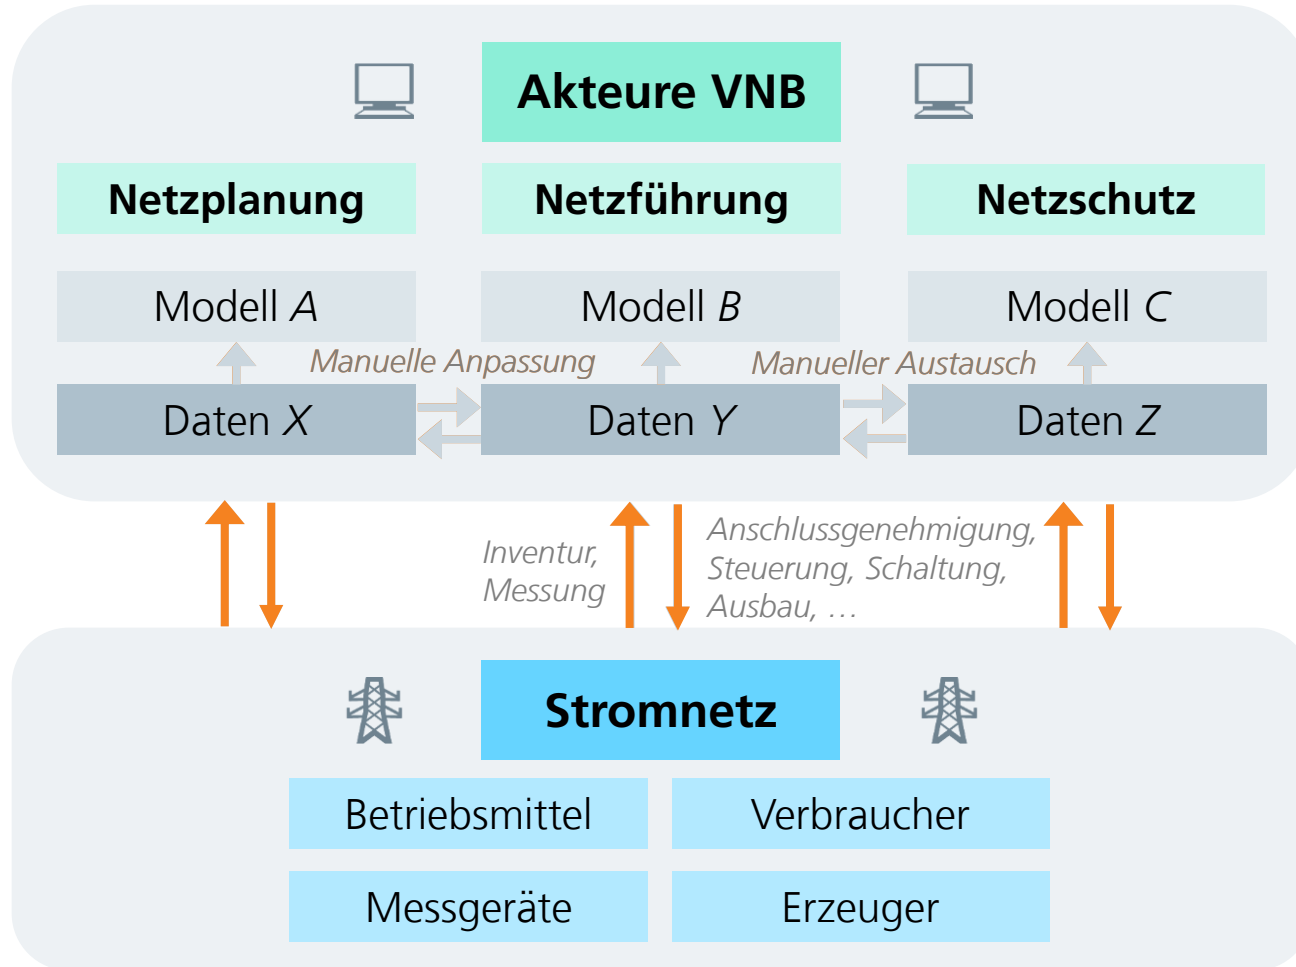 Akteure VNB
Netzplanung
Netzführung
Netzschutz
Modell A
Modell B
Modell C
Manuelle Anpassung
Manueller Austausch
Daten X
Daten Y
Daten Z
Inventur,
Messung
Anschlussgenehmigung,
Steuerung, Schaltung,
Ausbau, ...
Stromnetz
Betriebsmittel
Verbraucher
Messgeräte
Erzeuger